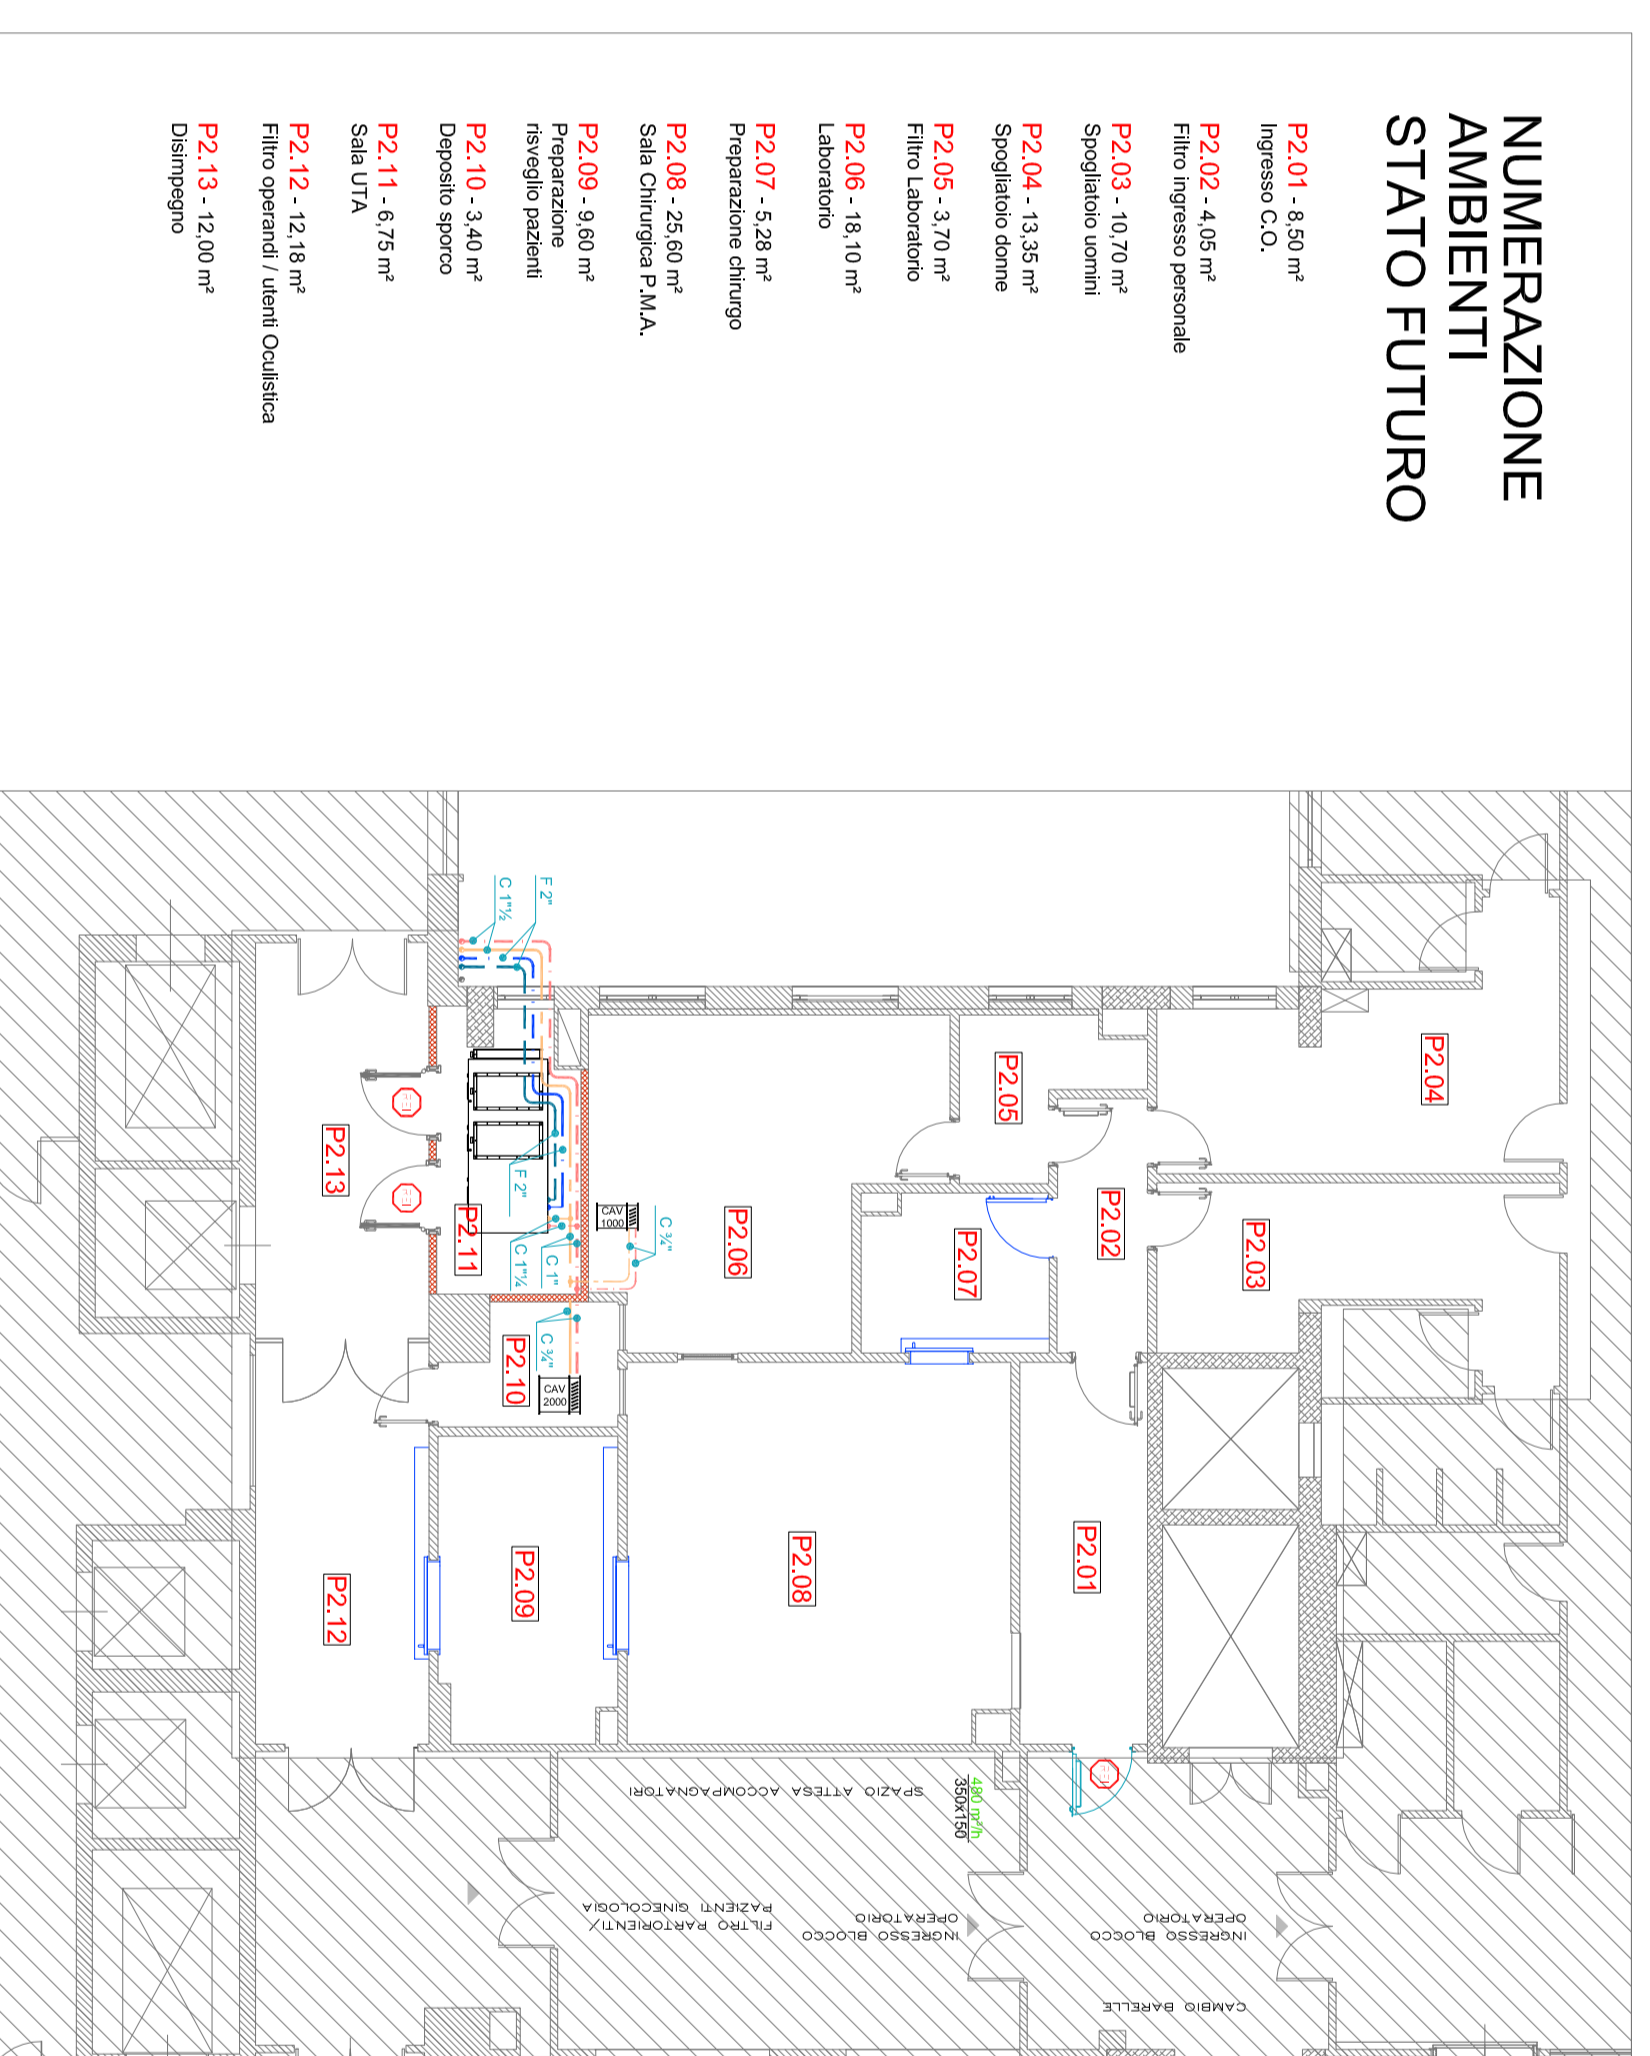 NUMERAZIONE
AMBIENTI
STATO FUTURO
P2.01 - 8,50 m²
Ingresso C.O.
P2.02 - 4,05 m²
Filtro ingresso personale
P2.03 - 10,70 m²
Spogliatoio uomini
P2.04 - 13,35 m²
Spogliatoio donne
P2.05 - 3,70 m²
Filtro Laboratorio
P2.06 - 18,10 m²
Laboratorio
P2.07 - 5,28 m²
Preparazione chirurgo
P2.08 - 25,60 m²
Sala Chirurgica P.M.A.
P2.09 - 9,60 m²
Preparazione
risveglio pazienti
P2.10 - 3,40 m²
Deposito sporco
P2.11 - 6,75 m²
Sala UTA
P2.12 - 12,18 m²
Filtro operandi / utenti Oculistica
P2.13 - 12,00 m²
Disimpegno
P2.04
P2.05
P2.03
P2.02
P2.07
P2.06
P2.13
P2.11
P2.10
P2.01
P2.08
P2.09
P2.12
F 2"
C 1"½
F 2"
C 1"
C 1"¼
C ¾"
C ¾"
CAV
1000
CAV
2000
REI
REI
REI
480 m³/h
350x150
SPAZIO ATTESA ACCOMPAGNATORI
FILTRO PARTORIENTI/
PAZIENTI GINECOLOGIA
INGRESSO BLOCCO
OPERATORIO
INGRESSO BLOCCO
OPERATORIO
CAMBIO BARELLE